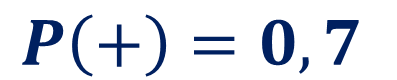 P(+) = 0,7